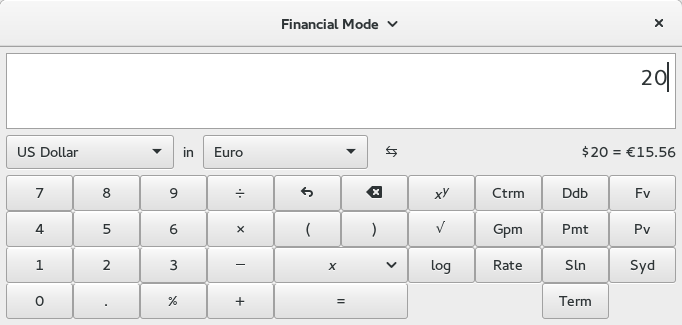 Financial Mode
20
US Dollar in Euro $20 = €15.56
7 8 9 ÷ xʸ Ctrm Ddb Fv
4 5 6 × ( ) √ Gpm Pmt Pv
1 2 3 − x log Rate Sln Syd
0 . % + = Term